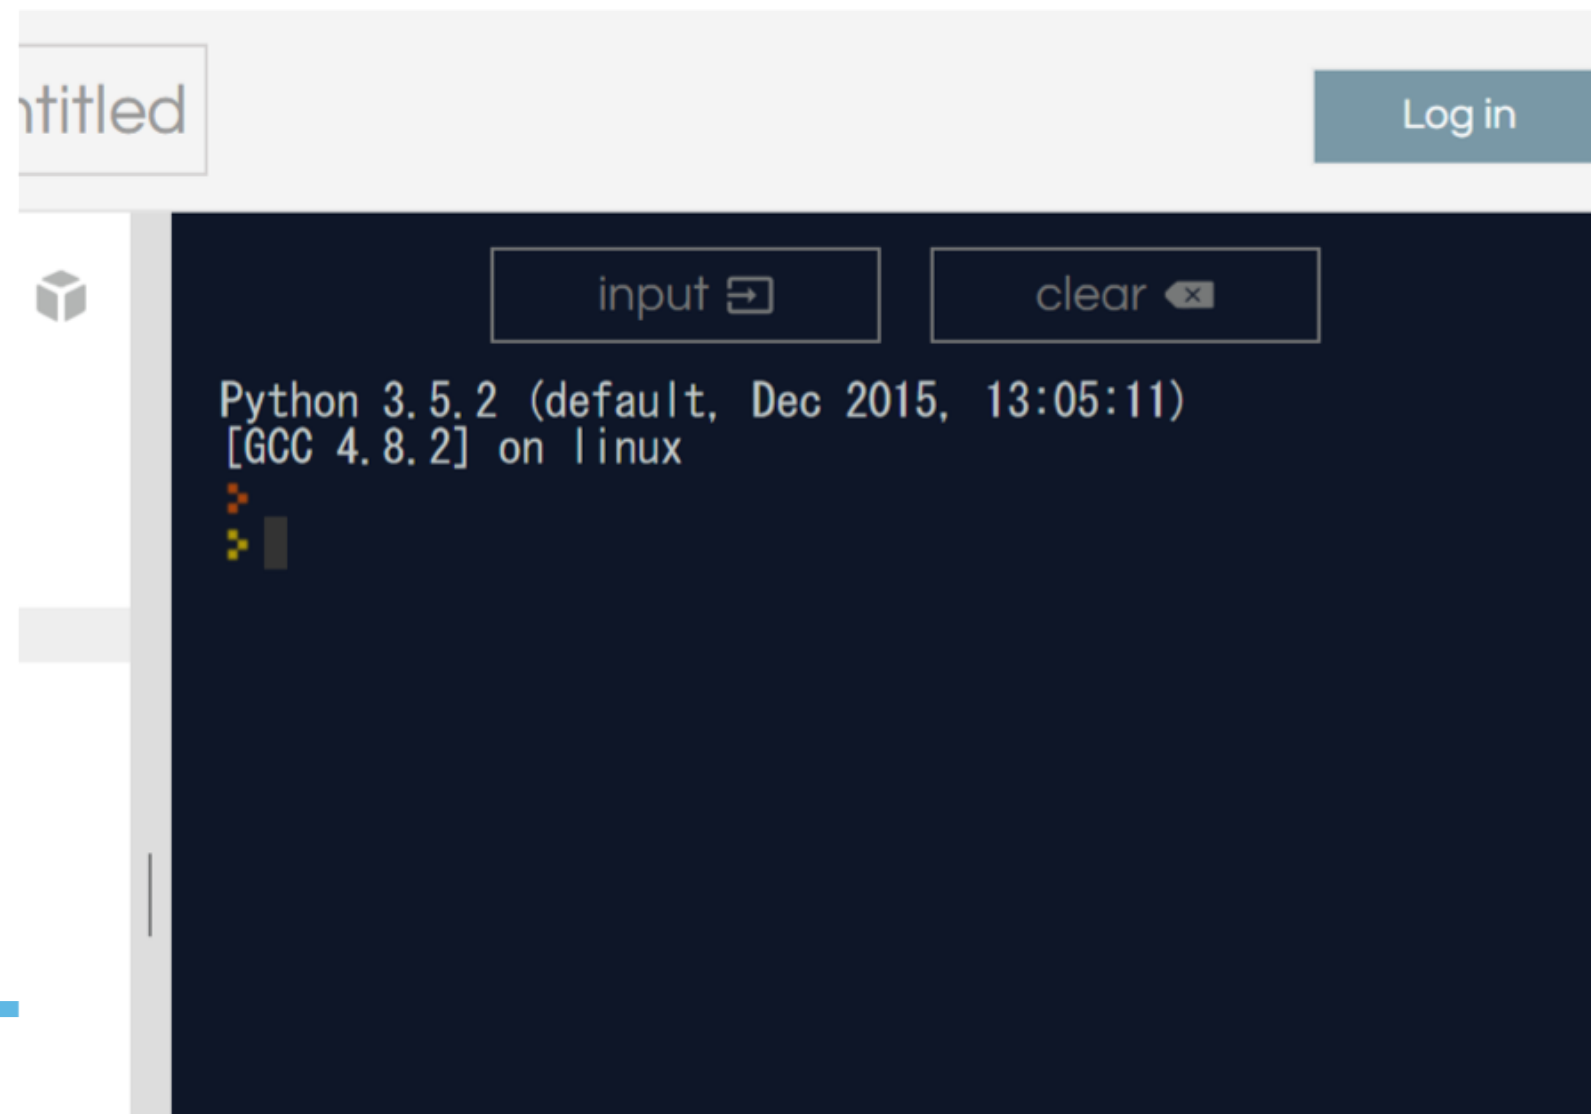 ntitled
Log in
input
clear
Python 3.5.2 (default, Dec 2015, 13:05:11)
[GCC 4.8.2] on linux
>
>